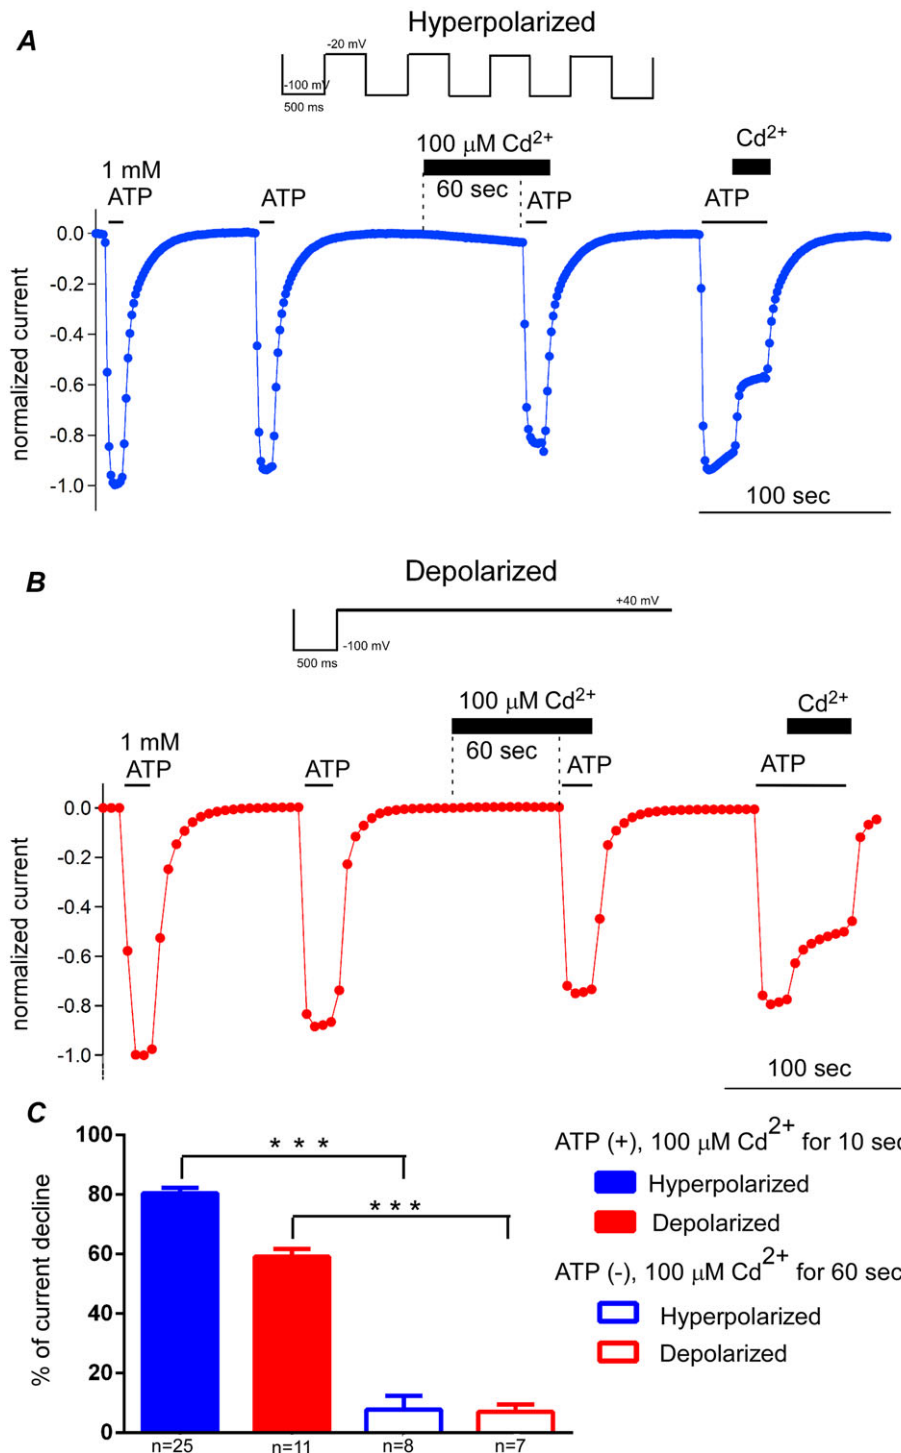 A
Hyperpolarized
-20 mV
-100 mV
500 ms
100 μM Cd2+
Cd2+
1 mM
60 sec
ATP
ATP
ATP
ATP
0.0
-0.2
-0.4
-0.6
-0.8
-1.0
normalized current
100 sec
B
Depolarized
+40 mV
-100 mV
500 ms
100 μM Cd2+
Cd2+
1 mM
60 sec
ATP
ATP
ATP
ATP
0.0
-0.2
-0.4
-0.6
-0.8
-1.0
normalized current
100 sec
C
100
80
60
40
20
0
% of current decline
* * *
* * *
n=25
n=11
n=8
n=7
ATP (+), 100 μM Cd2+ for 10 sec
Hyperpolarized
Depolarized
ATP (-), 100 μM Cd2+ for 60 sec
Hyperpolarized
Depolarized